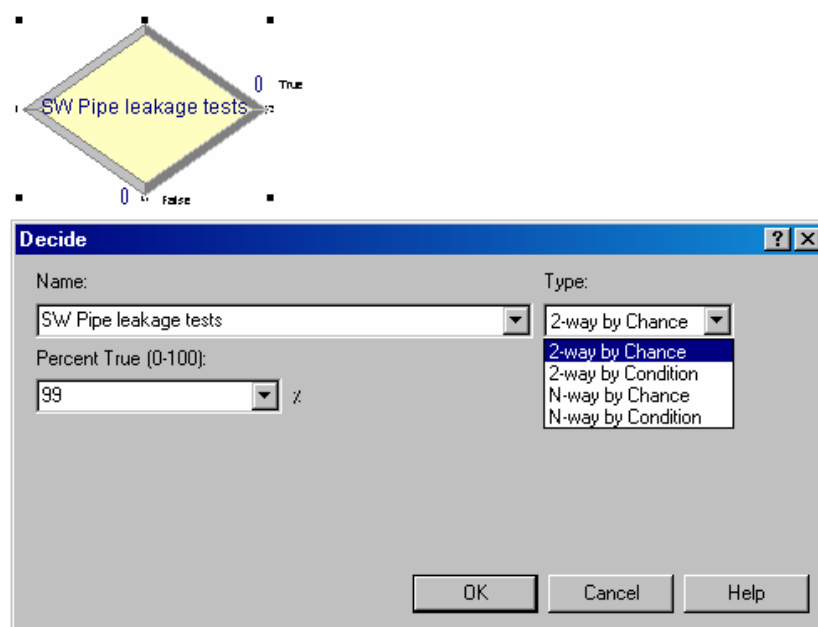 0 True
SW Pipe leakage tests
0 False
Decide
Name:
Type:
SW Pipe leakage tests
2-way by Chance
Percent True (0-100):
2-way by Chance
2-way by Condition
N-way by Chance
N-way by Condition
99 %
OK
Cancel
Help